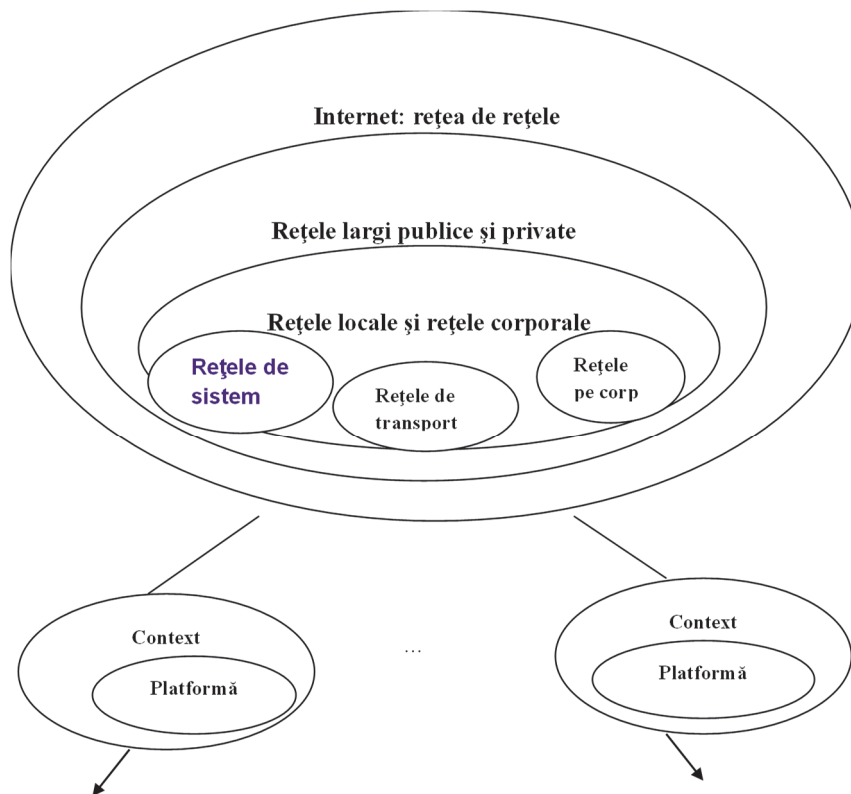 Internet: reţea de reţele
Reţele largi publice şi private
Reţele locale şi reţele corporale
Reţele de
sistem
Reţele de
transport
Reţele
pe corp
Context
Platformă
...
Context
Platformă